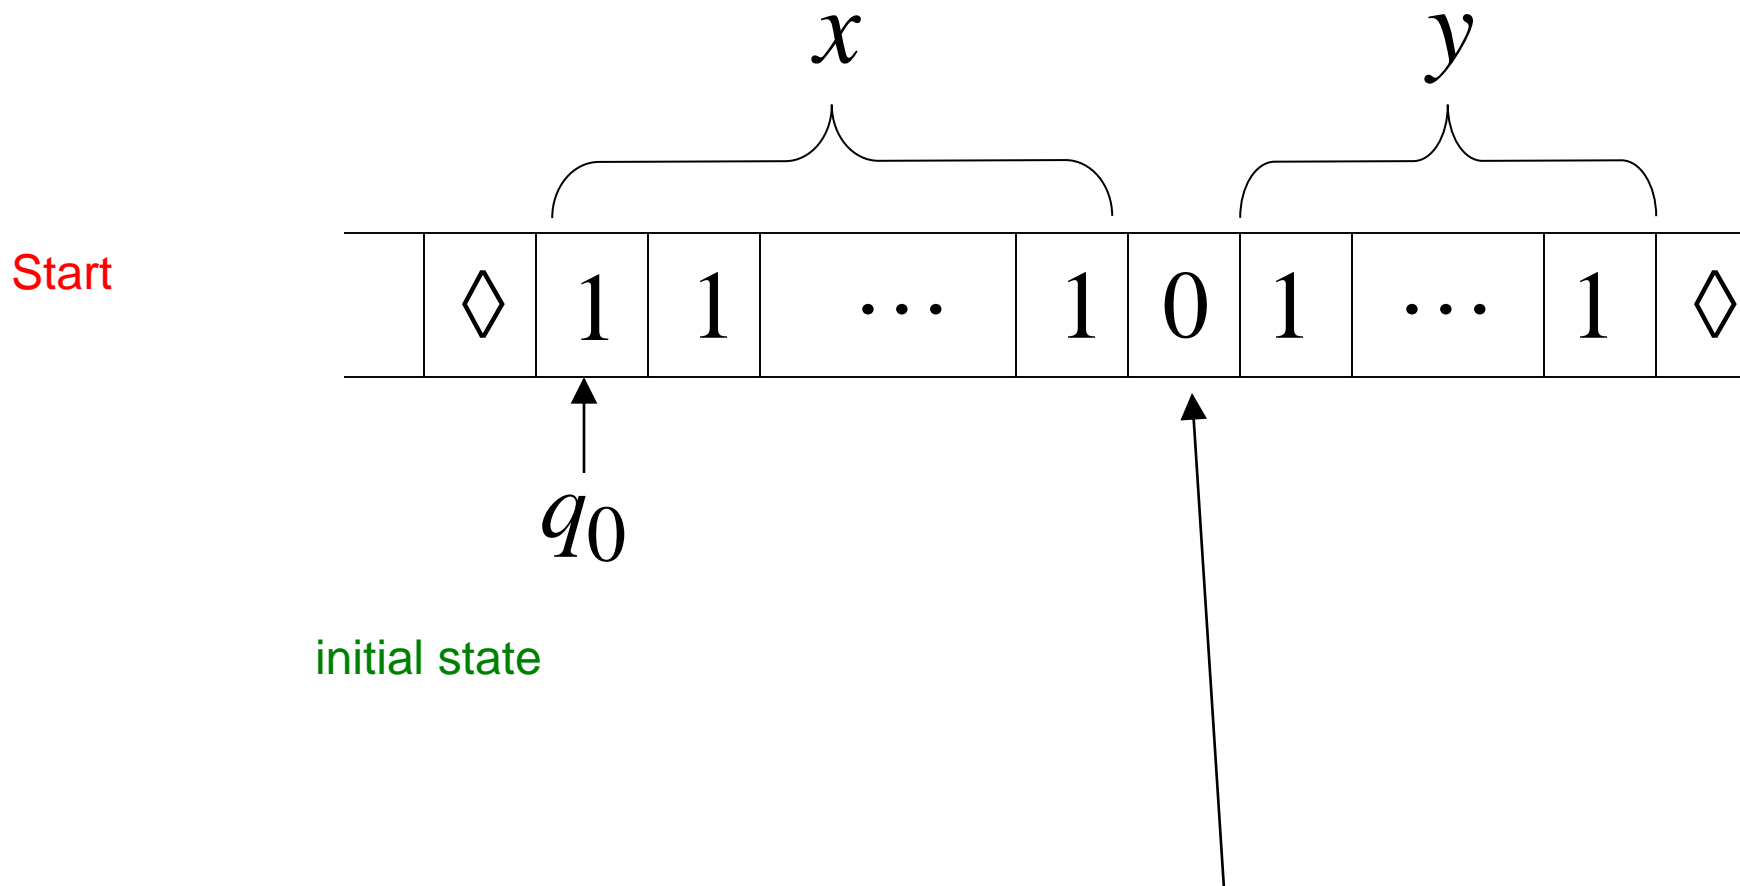 x y
Start
◊ 1 1 ⋯ 1 0 1 ⋯ 1 ◊
q₀
initial state